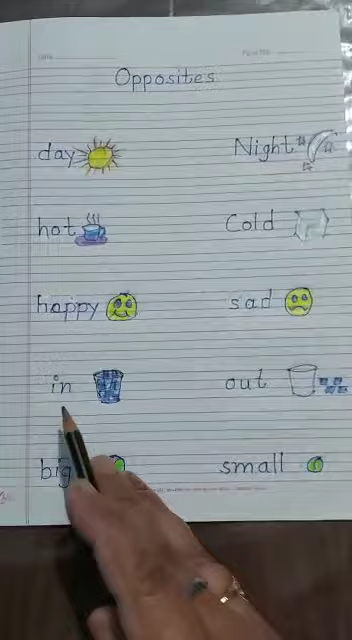 Opposites
day Night
hot Cold
happy sad
in out
big small